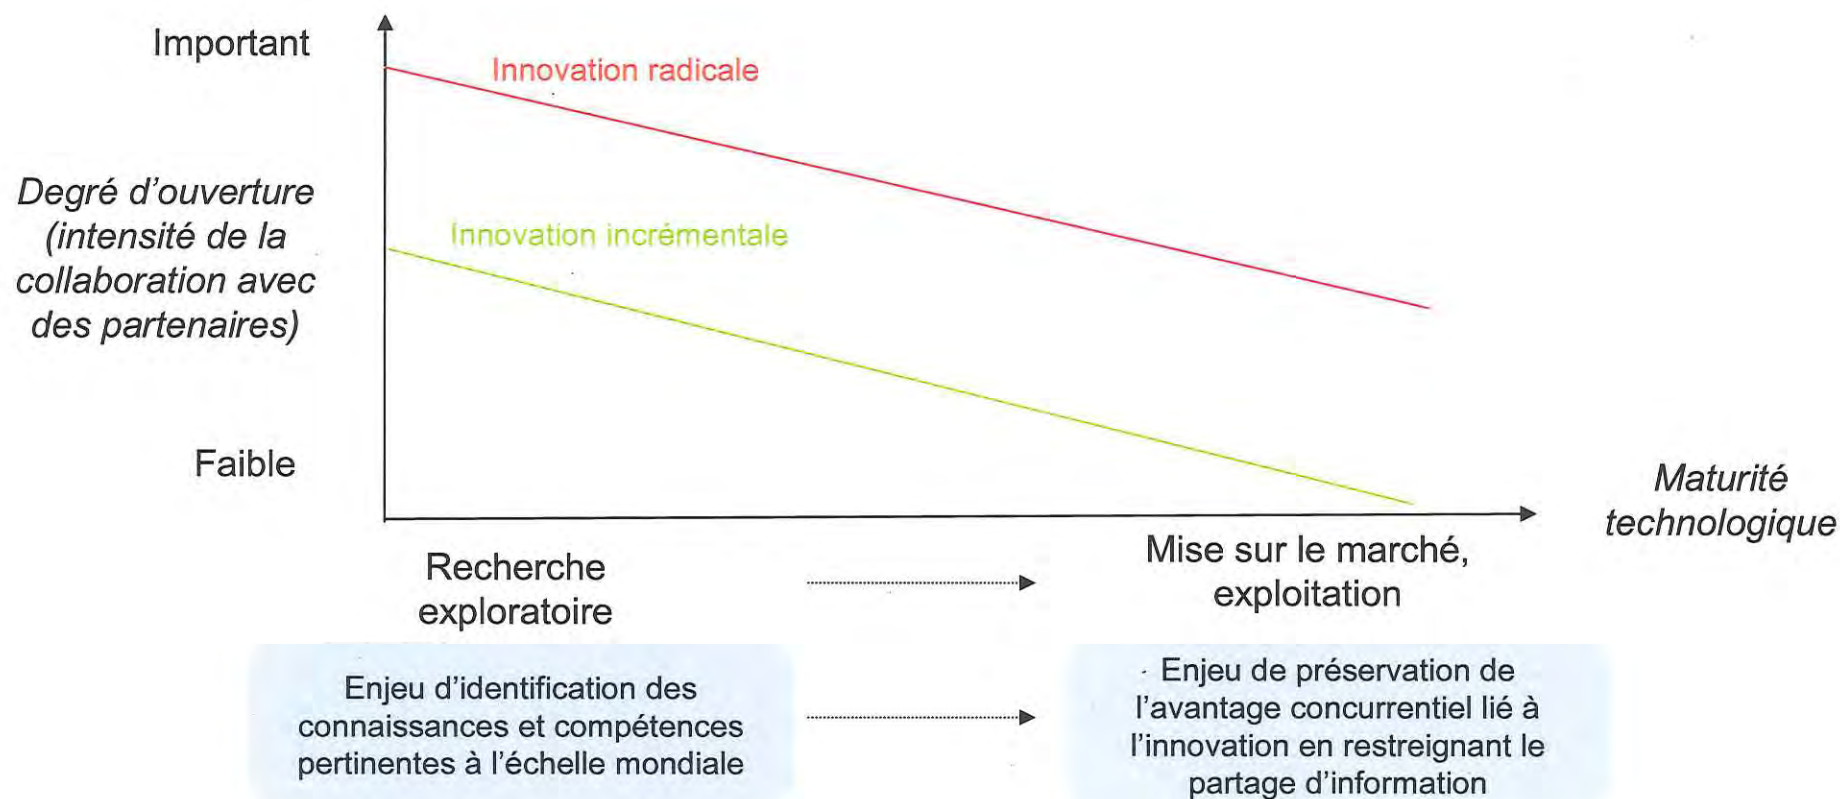 Important
Innovation radicale
Degré d'ouverture
(intensité de la
collaboration avec
des partenaires)
Innovation incrémentale
Faible
Maturité
technologique
Recherche
exploratoire
Mise sur le marché,
exploitation
Enjeu d'identification des
connaissances et compétences
pertinentes à l'échelle mondiale
Enjeu de préservation de
l'avantage concurrentiel lié à
l'innovation en restreignant le
partage d'information